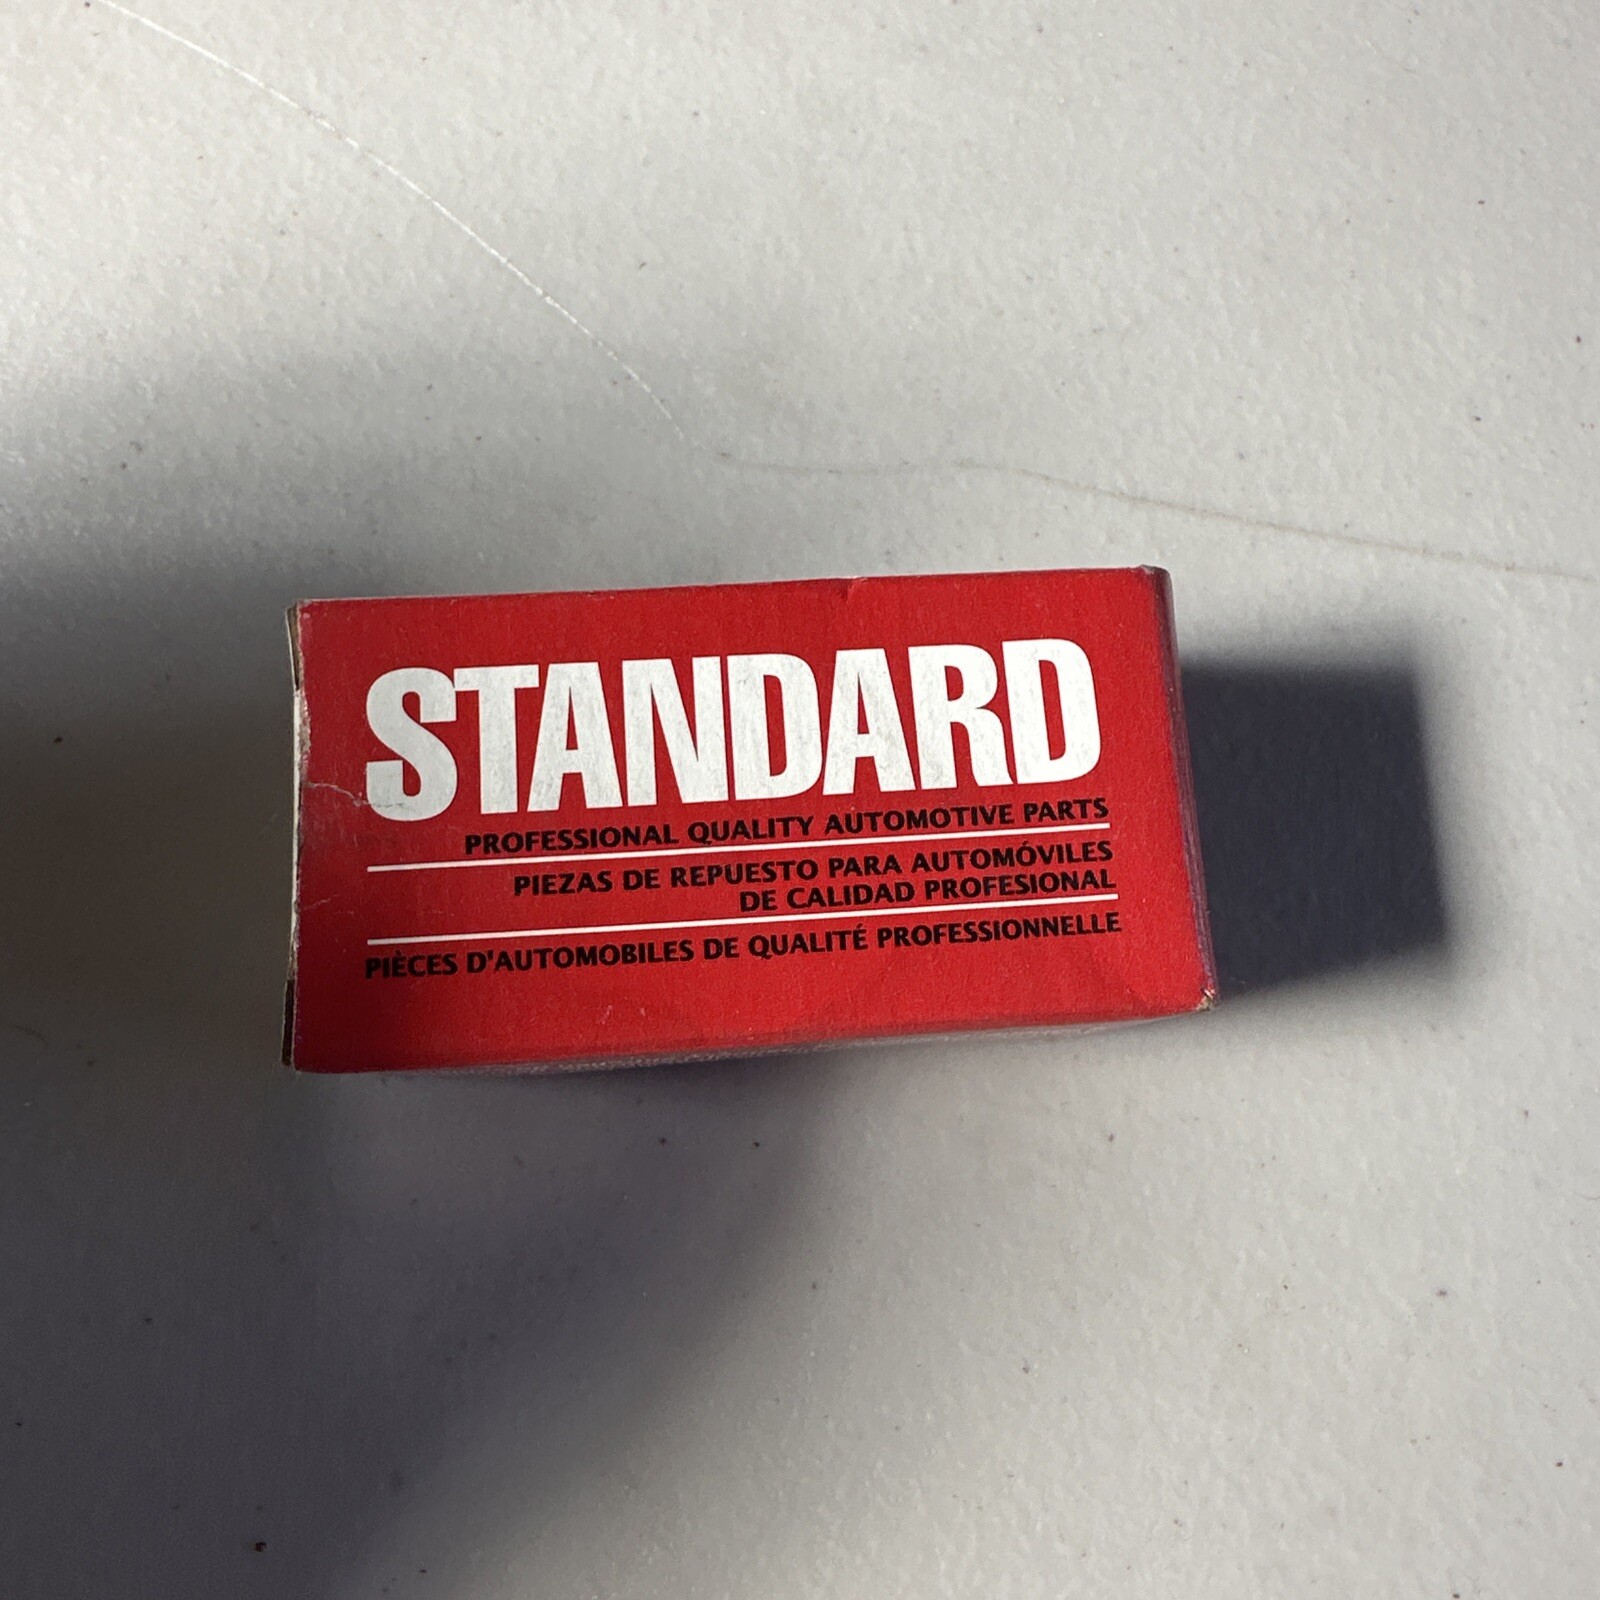 STANDARD
PROFESSIONAL QUALITY AUTOMOTIVE PARTS
PIEZAS DE REPUESTO PARA AUTOMÓVILES
DE CALIDAD PROFESIONAL
PIÈCES D'AUTOMOBILES DE QUALITÉ PROFESSIONNELLE